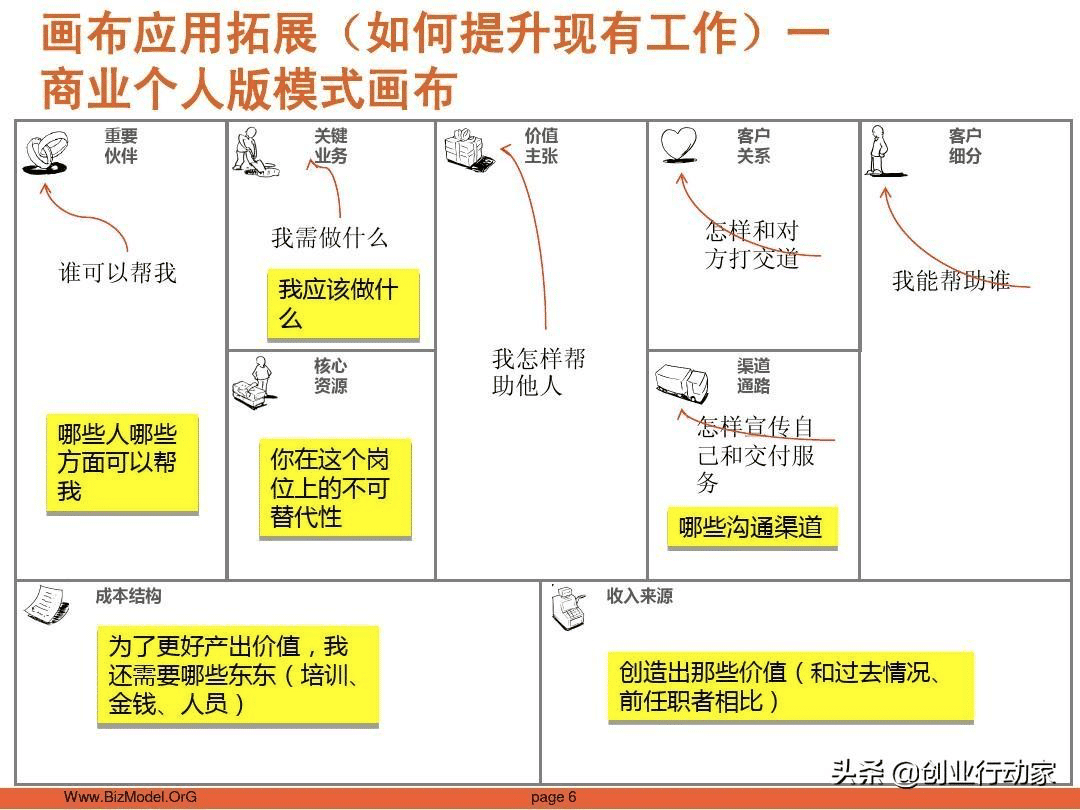 画布应用拓展（如何提升现有工作）一
商业个人版模式画布
重要
伙伴
谁可以帮我
哪些人哪些
方面可以帮
我
关键
业务
我需做什么
我应该做什
么
核心
资源
你在这个岗
位上的不可
替代性
价值
主张
我怎样帮
助他人
客户
关系
怎样和对
方打交道
渠道
通路
怎样宣传自
己和交付服
务
哪些沟通渠道
客户
细分
我能帮助谁
成本结构
为了更好产出价值，我
还需要哪些东东（培训、
金钱、人员）
收入来源
创造出那些价值（和过去情况、
前任职者相比）
头条 @创业行动家
Www.BizModel.OrG
page 6